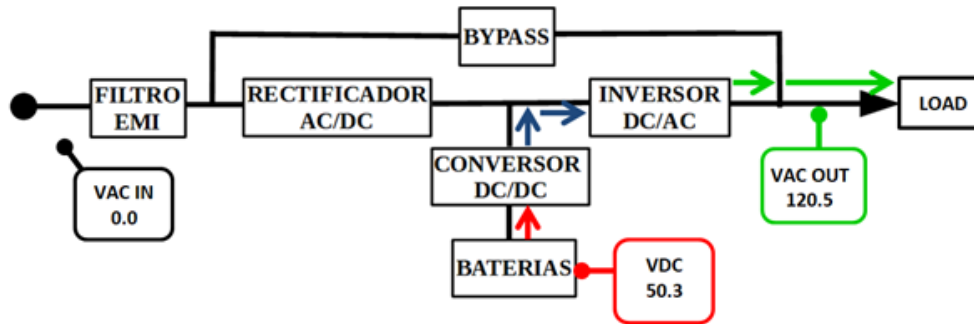 BYPASS
FILTRO
EMI
RECTIFICADOR
AC/DC
INVERSOR
DC/AC
LOAD
VAC IN
0.0
CONVERSOR
DC/DC
VAC OUT
120.5
BATERIAS
VDC
50.3